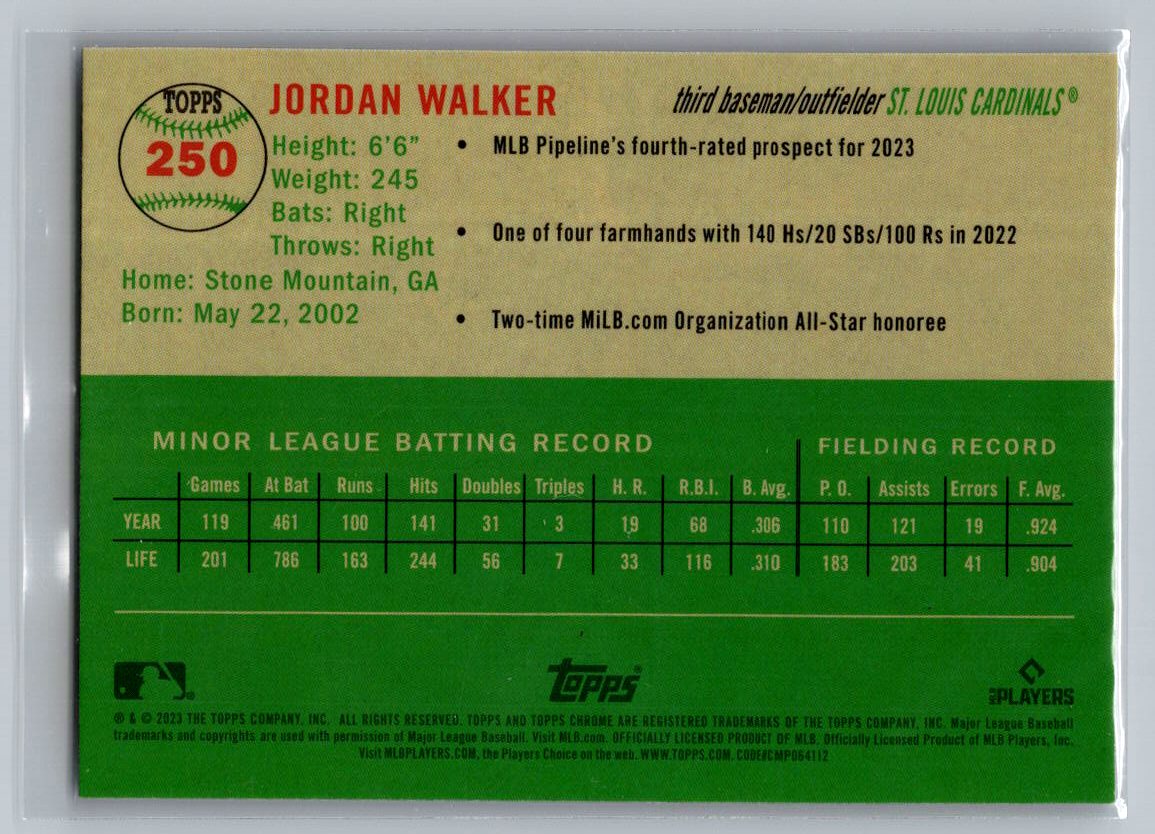 TOPPS
250
JORDAN WALKER
third baseman/outfielder ST. LOUIS CARDINALS®
Height: 6'6"
Weight: 245
Bats: Right
Throws: Right
Home: Stone Mountain, GA
Born: May 22, 2002
• MLB Pipeline's fourth-rated prospect for 2023
• One of four farmhands with 140 Hs/20 SBs/100 Rs in 2022
• Two-time MiLB.com Organization All-Star honoree
MINOR LEAGUE BATTING RECORD FIELDING RECORD
Games At Bat Runs Hits Doubles Triples H. R. R.B.I. B. Avg. P. O. Assists Errors F. Avg.
YEAR 119 461 100 141 31 3 19 68 .306 110 121 19 .924
LIFE 201 786 163 244 56 7 33 116 .310 183 203 41 .904
Topps®
MLB PLAYERS
® & © 2023 THE TOPPS COMPANY, INC. ALL RIGHTS RESERVED. TOPPS AND TOPPS CHROME ARE REGISTERED TRADEMARKS OF THE TOPPS COMPANY, INC. Major League Baseball
trademarks and copyrights are used with permission of Major League Baseball. Visit MLB.com. OFFICIALLY LICENSED PRODUCT OF MLB. Officially Licensed Product of MLB Players, Inc.
Visit MLBPLAYERS.COM, the Players Choice on the web. WWW.TOPPS.COM. CODE#CMP064112